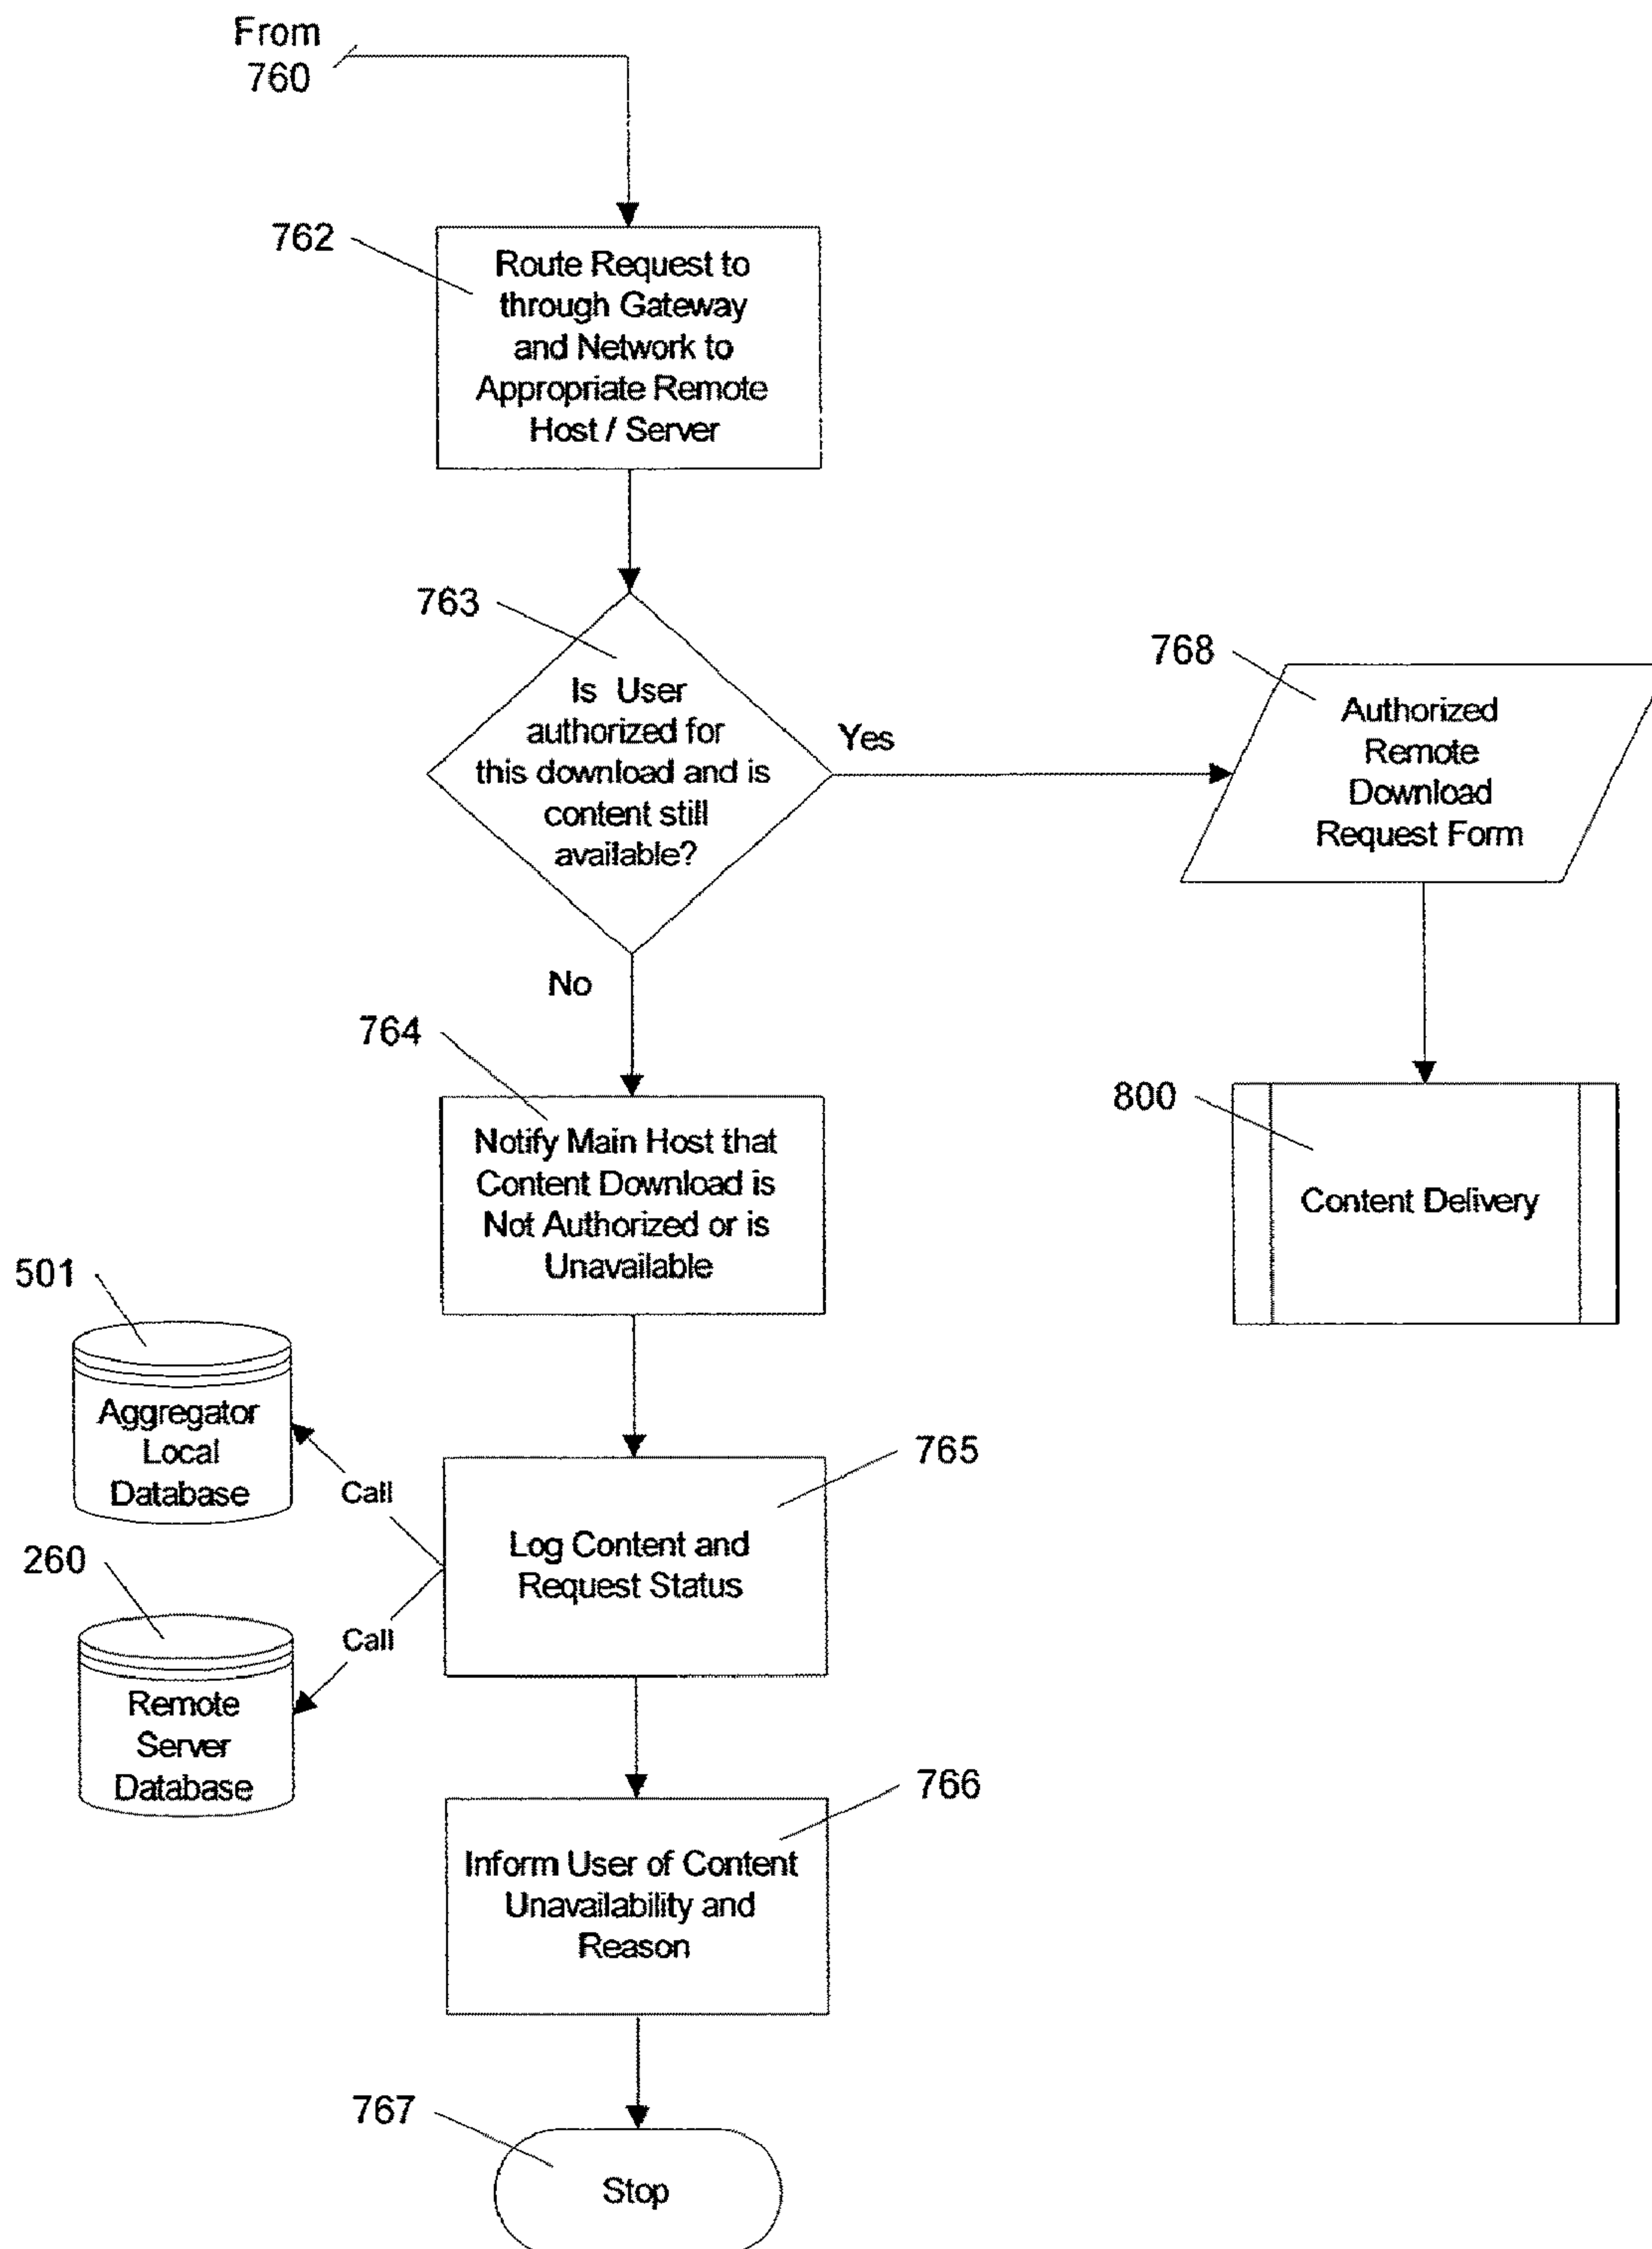 From
760
762
Route Request to
through Gateway
and Network to
Appropriate Remote
Host / Server
763
Is User
authorized for
this download and is
content still
available?
Yes
768
Authorized
Remote
Download
Request Form
No
764
Notify Main Host that
Content Download is
Not Authorized or is
Unavailable
800
Content Delivery
501
Aggregator
Local
Database
Call
765
Log Content and
Request Status
260
Remote
Server
Database
Call
766
Inform User of Content
Unavailability and
Reason
767
Stop